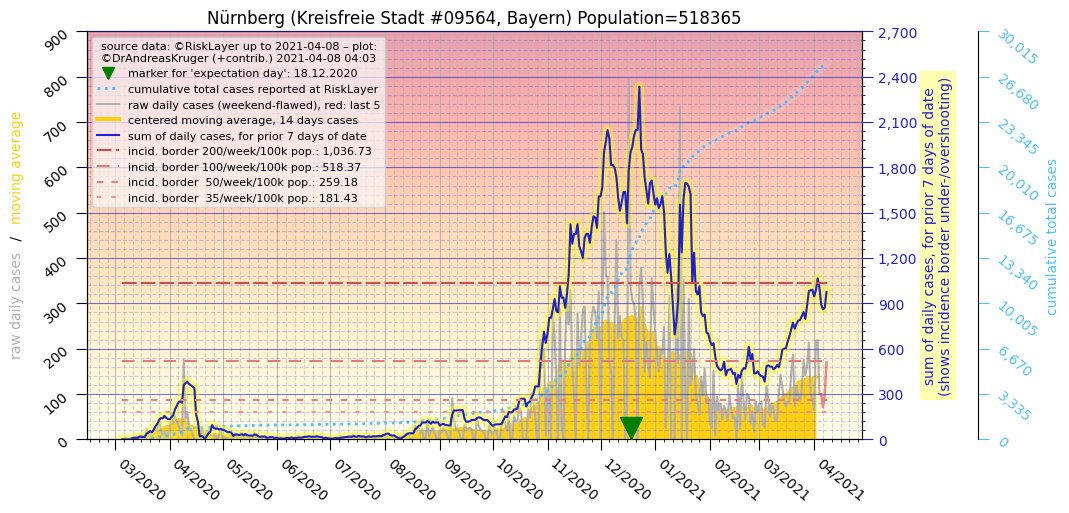 Nürnberg (Kreisfreie Stadt #09564, Bayern) Population=518365
source data: ©RiskLayer up to 2021-04-08 – plot:
©DrAndreasKruger (+contrib.) 2021-04-08 04:03
marker for 'expectation day': 18.12.2020
cumulative total cases reported at RiskLayer
raw daily cases (weekend-flawed), red: last 5
centered moving average, 14 days cases
sum of daily cases, for prior 7 days of date
incid. border 200/week/100k pop.: 1,036.73
incid. border 100/week/100k pop.: 518.37
incid. border  50/week/100k pop.: 259.18
incid. border  35/week/100k pop.: 181.43
raw daily cases / moving average
900
800
700
600
500
400
300
200
100
0
03/2020
04/2020
05/2020
06/2020
07/2020
08/2020
09/2020
10/2020
11/2020
12/2020
01/2021
02/2021
03/2021
04/2021
2,700
2,400
2,100
1,800
1,500
1,200
900
600
300
0
sum of daily cases, for prior 7 days of date
(shows incidence border under-/overshooting)
30,015
26,680
23,345
20,010
16,675
13,340
10,005
6,670
3,335
0
cumulative total cases